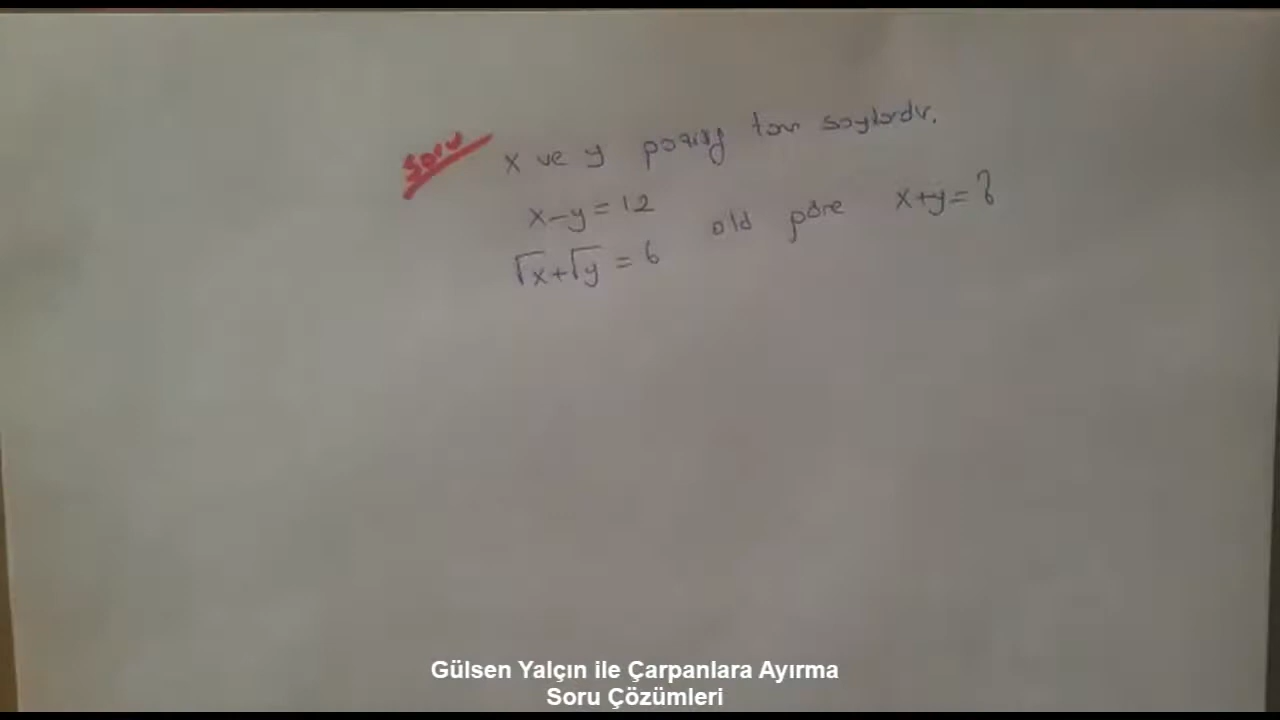 Soru x ve y pozitif tam sayılardır.
x-y=12
√x+√y = 6 old göre x+y=?
Gülsen Yalçın ile Çarpanlara Ayırma
Soru Çözümleri